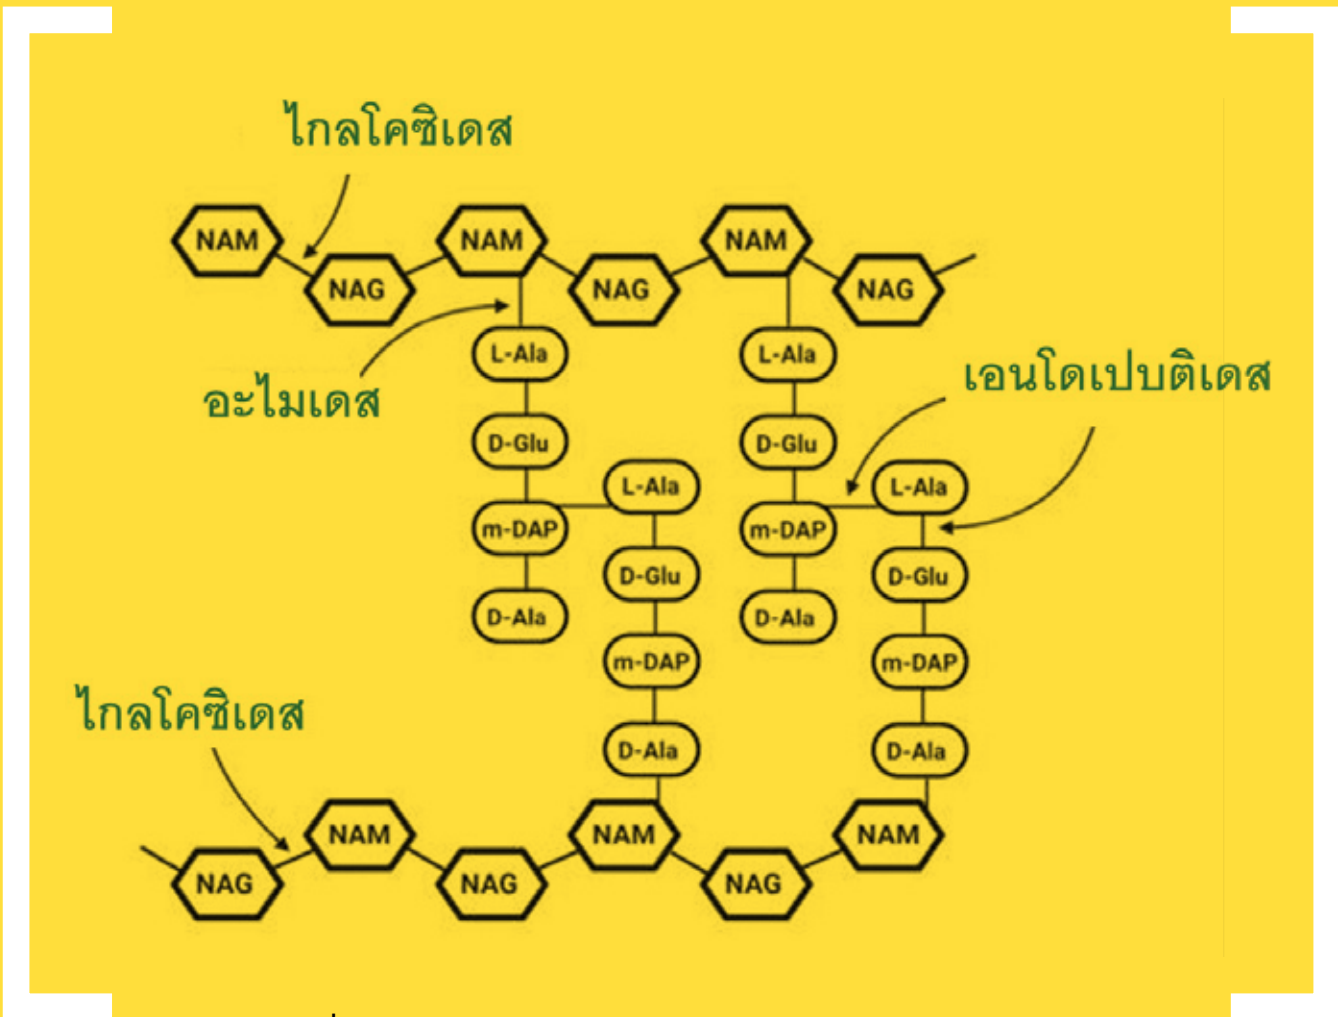 ไกลโคซิเดส
NAM NAM NAM
NAG NAG NAG
L-Ala L-Ala
เอนโดเปบติเดส
อะไมเดส
D-Glu D-Glu
L-Ala L-Ala
m-DAP m-DAP
D-Glu D-Glu
D-Ala D-Ala
m-DAP m-DAP
ไกลโคซิเดส
D-Ala D-Ala
NAM NAM NAM
NAG NAG NAG